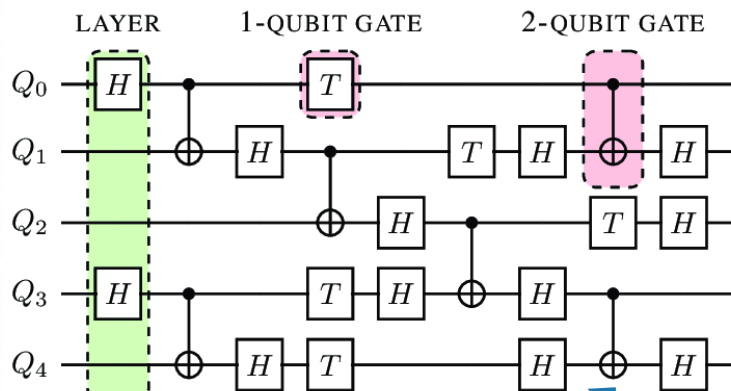 LAYER 1-QUBIT GATE 2-QUBIT GATE
Q0 H T
Q1 H T H H
Q2 H T H
Q3 H T H H
Q4 H T H H